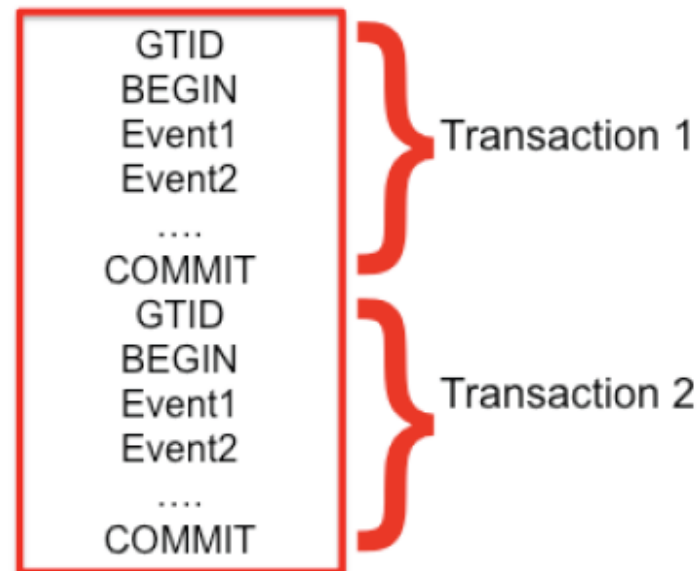 GTID
BEGIN
Event1
Event2
....
COMMIT
Transaction 1
GTID
BEGIN
Event1
Event2
....
COMMIT
Transaction 2